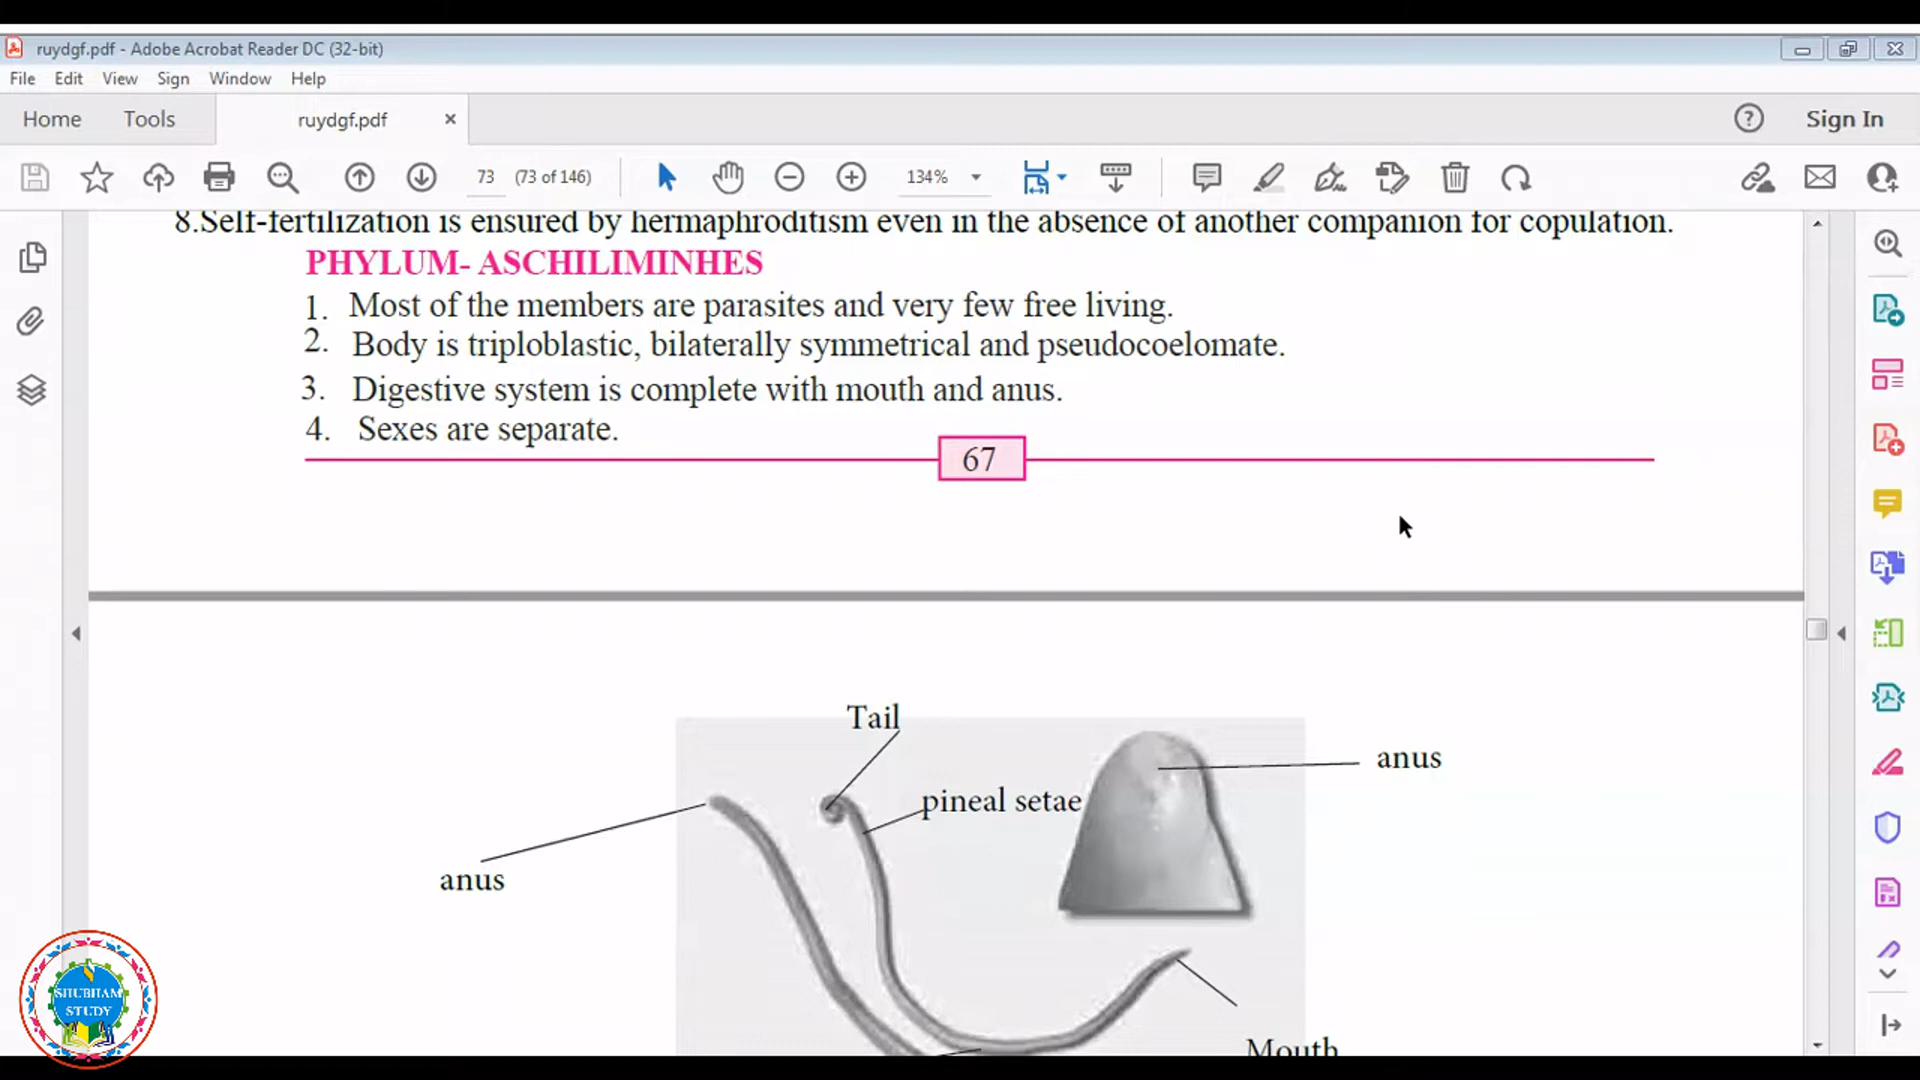 ruydgf.pdf - Adobe Acrobat Reader DC (32-bit)
File Edit View Sign Window Help
Home Tools ruydgf.pdf × ? Sign In
73 (73 of 146) 134%
8.Self-fertilization is ensured by hermaphroditism even in the absence of another companion for copulation.
PHYLUM- ASCHILIMINHES
1. Most of the members are parasites and very few free living.
2. Body is triploblastic, bilaterally symmetrical and pseudocoelomate.
3. Digestive system is complete with mouth and anus.
4. Sexes are separate.
67
Tail
anus
pineal setae
anus
Mouth
SHUBHAM
STUDY